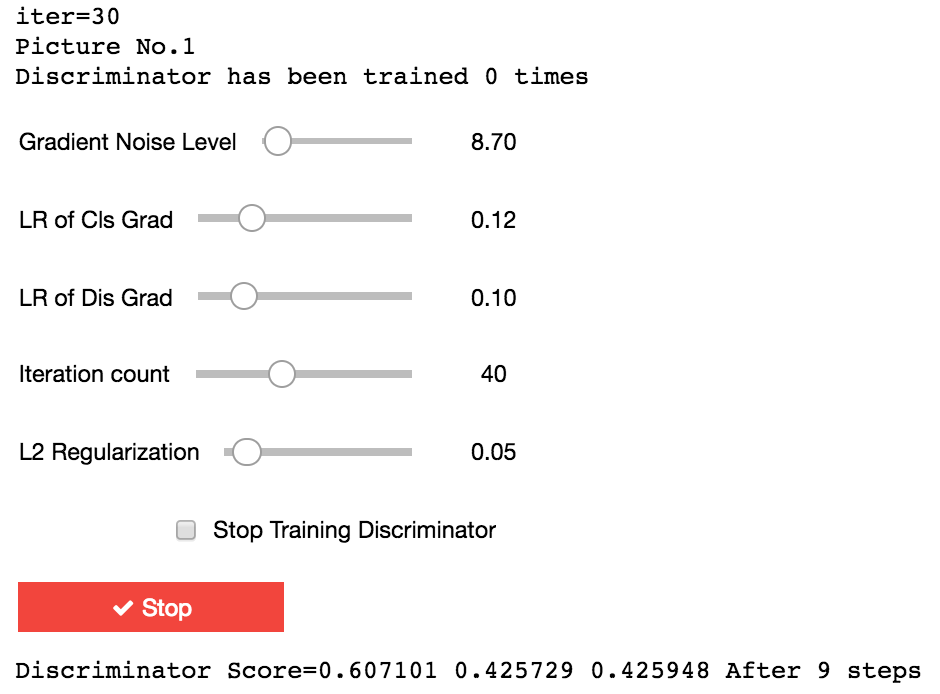 iter=30
Picture No.1
Discriminator has been trained 0 times
Gradient Noise Level 8.70
LR of Cls Grad 0.12
LR of Dis Grad 0.10
Iteration count 40
L2 Regularization 0.05
Stop Training Discriminator
Stop
Discriminator Score=0.607101 0.425729 0.425948 After 9 steps